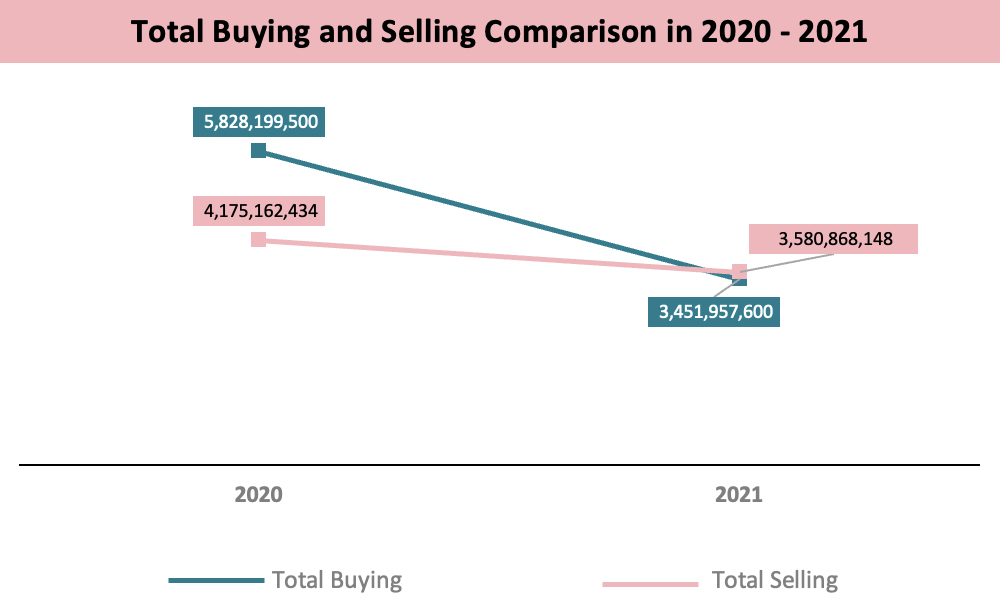 Total Buying and Selling Comparison in 2020 - 2021
5,828,199,500
4,175,162,434
3,580,868,148
3,451,957,600
2020 2021
Total Buying Total Selling